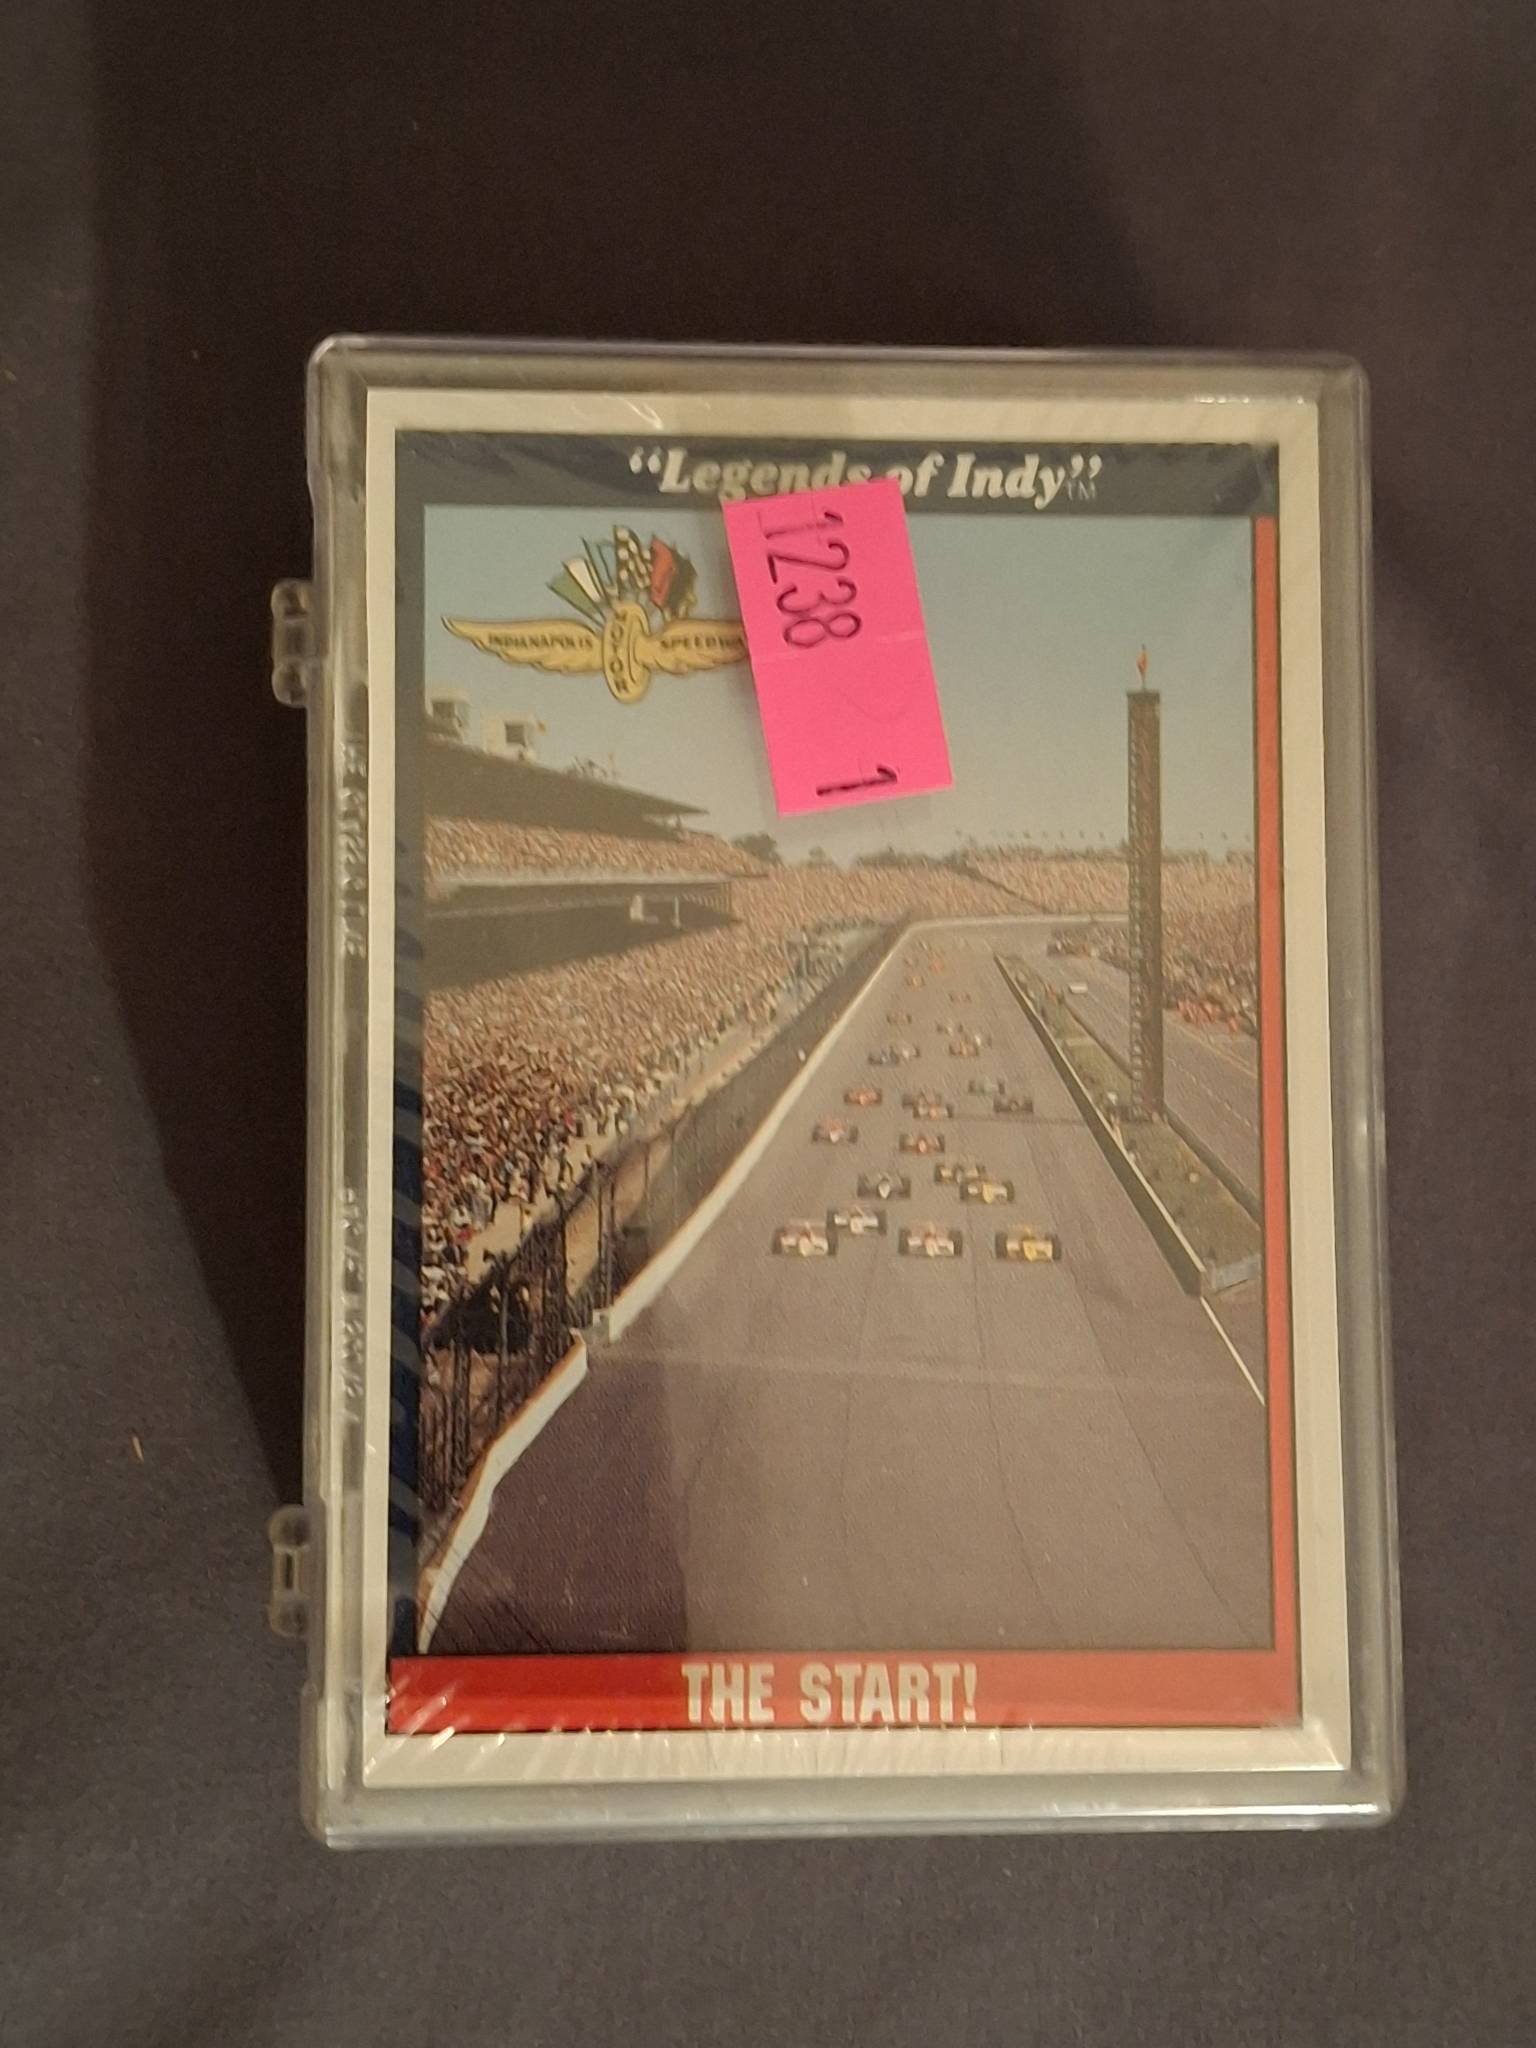 “Legends of Indy”™
1238
1
INDIANAPOLIS MOTOR SPEEDWAY
THE START!